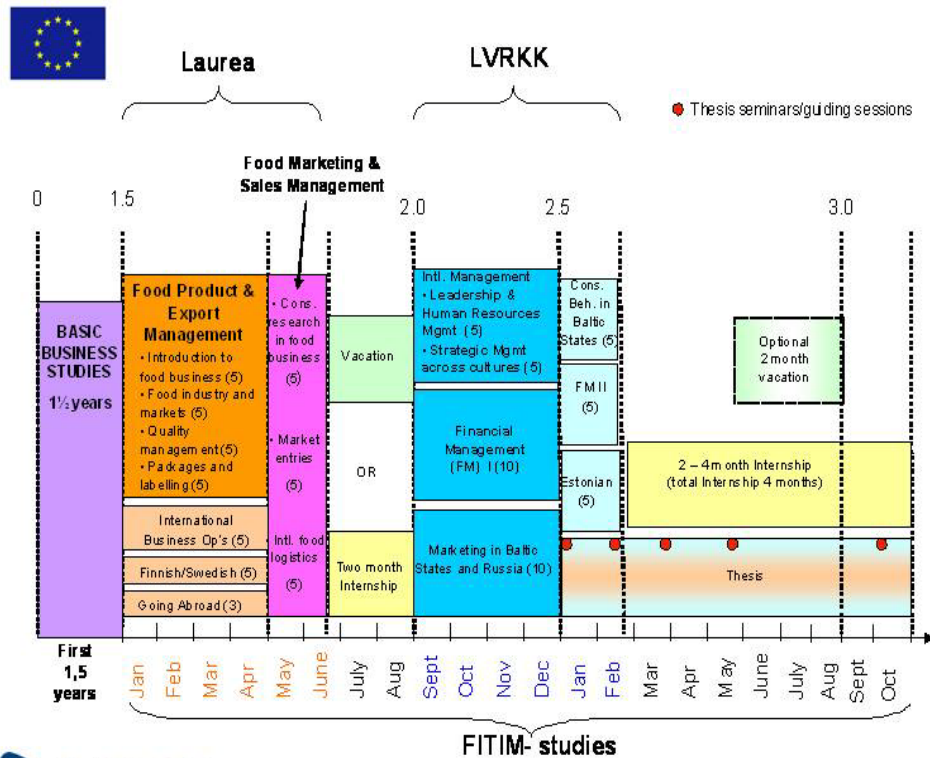 Laurea
LVRKK
Thesis seminars/guiding sessions
Food Marketing &
Sales Management
0
1.5
2.0
2.5
3.0
BASIC
BUSINESS
STUDIES
1½ years
Food Product &
Export
Management
• Introduction to
food business (5)
• Food industry and
markets (5)
• Quality
management(5)
• Packages and
labelling (5)
International
Business Op's (5)
Finnish/Swedish (5)
Going Abroad (3)
• Cons.
research
in food
business
(5)
• Market
entries
(5)
• Intl. food
logistics
(5)
Vacation
OR
Two month
Internship
Intl. Management
• Leadership &
Human Resources
Mgmt (5)
• Strategic Mgmt
across cultures (5)
Financial
Management
(FM) I (10)
Marketing in Baltic
States and Russia (10)
Cons.
Beh. in
Baltic
States (5)
FM II
(5)
Estonian
(5)
Optional
2 month
vacation
2 – 4 month Internship
(total Internship 4 months)
Thesis
First
1,5
years
Jan
Feb
Mar
Apr
May
June
July
Aug
Sept
Oct
Nov
Dec
Jan
Feb
Mar
Apr
May
June
July
Aug
Sept
Oct
FITIM- studies